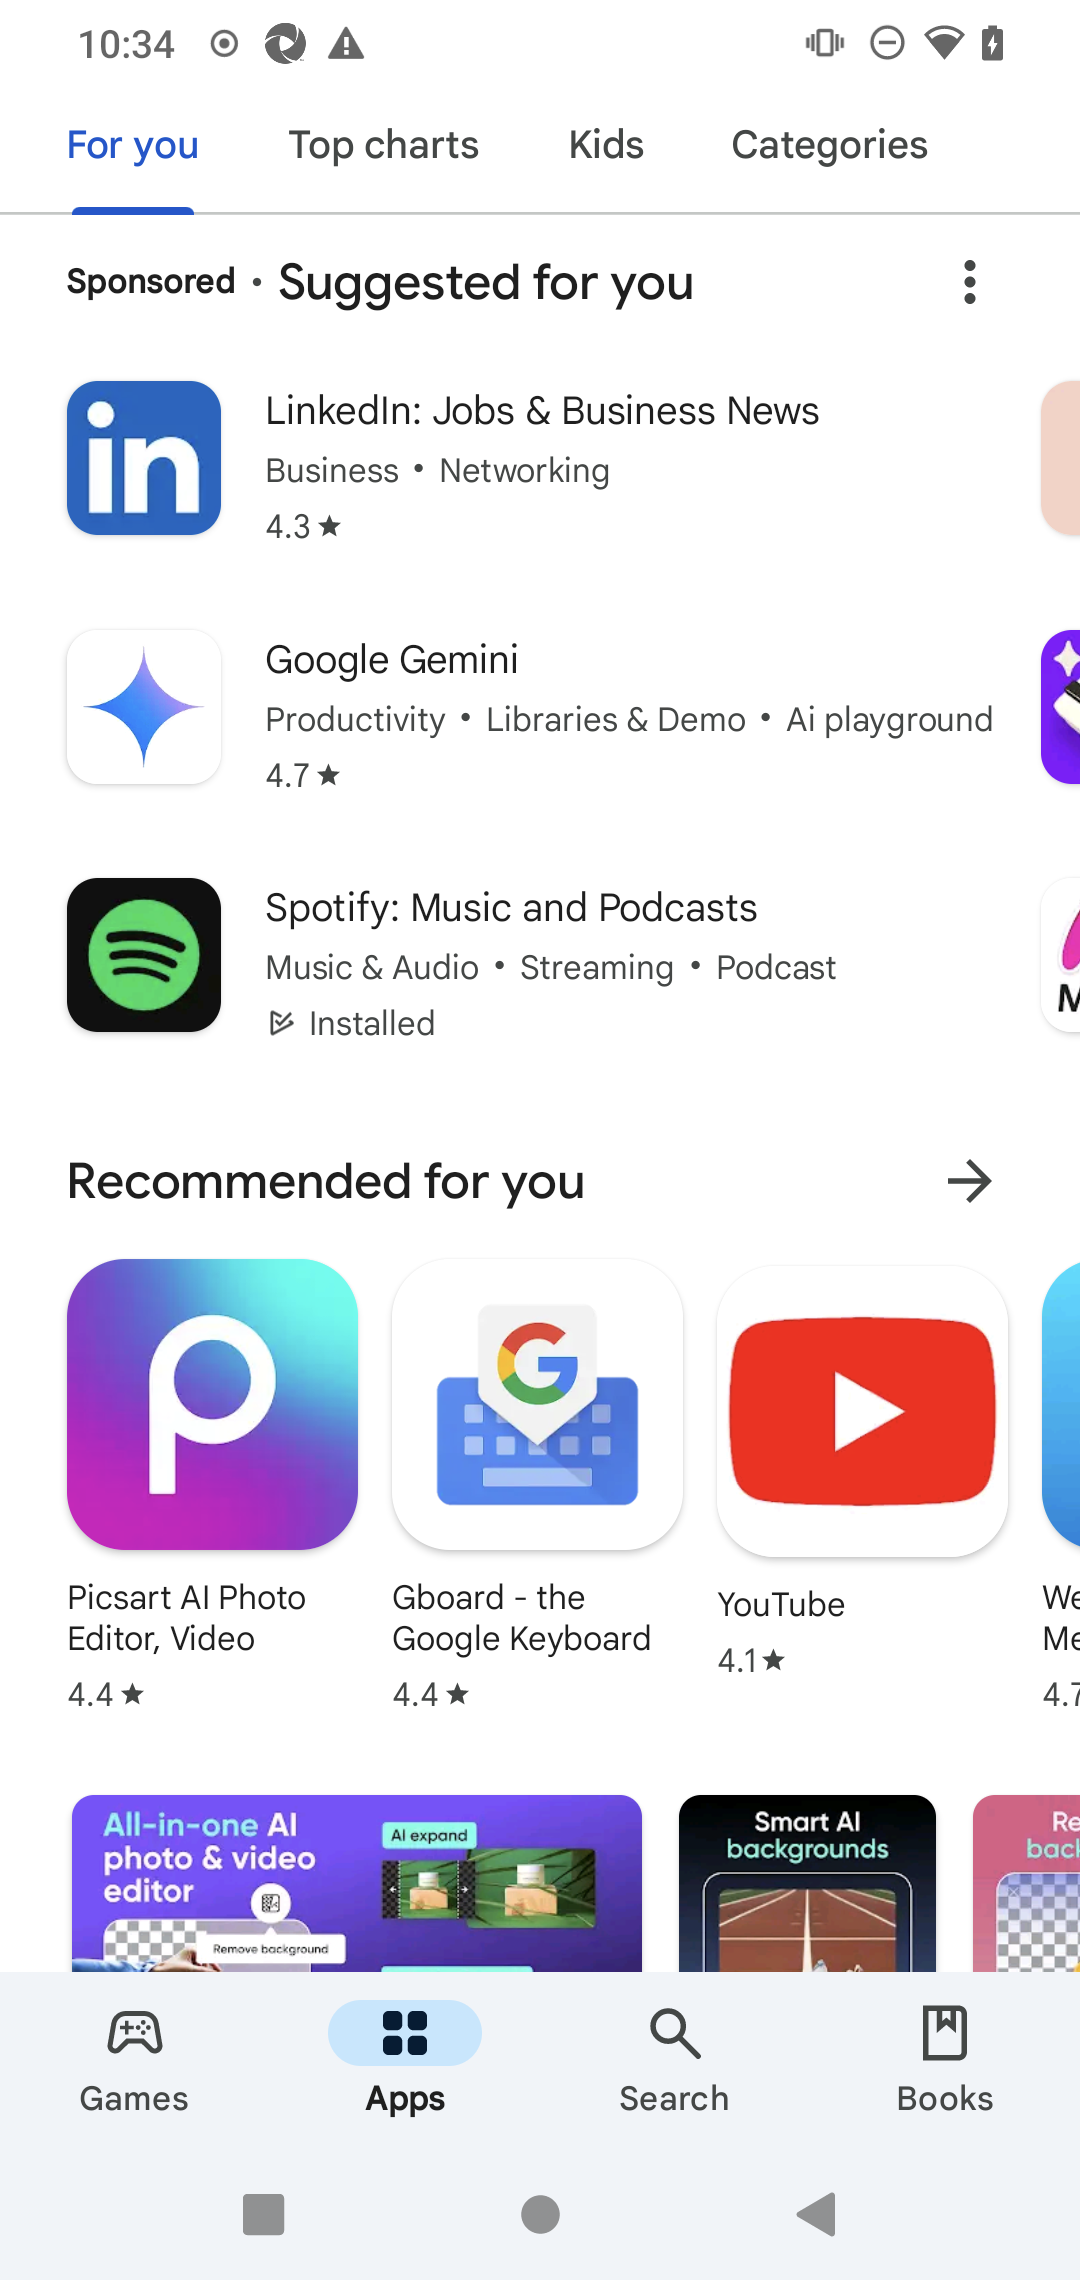 10:34
For you
Top charts
Kids
Categories
Sponsored • Suggested for you
in
LinkedIn: Jobs & Business News
Business • Networking
4.3 ★
Google Gemini
Productivity • Libraries & Demo • Ai playground
4.7 ★
Spotify: Music and Podcasts
Music & Audio • Streaming • Podcast
Installed
M
Recommended for you
Picsart AI Photo
Editor, Video
4.4 ★
Gboard - the
Google Keyboard
4.4 ★
YouTube
4.1 ★
We
Me
4.7
All-in-one AI
photo & video
editor
AI expand
Remove background
Smart AI
backgrounds
Re
back
Games
Apps
Search
Books